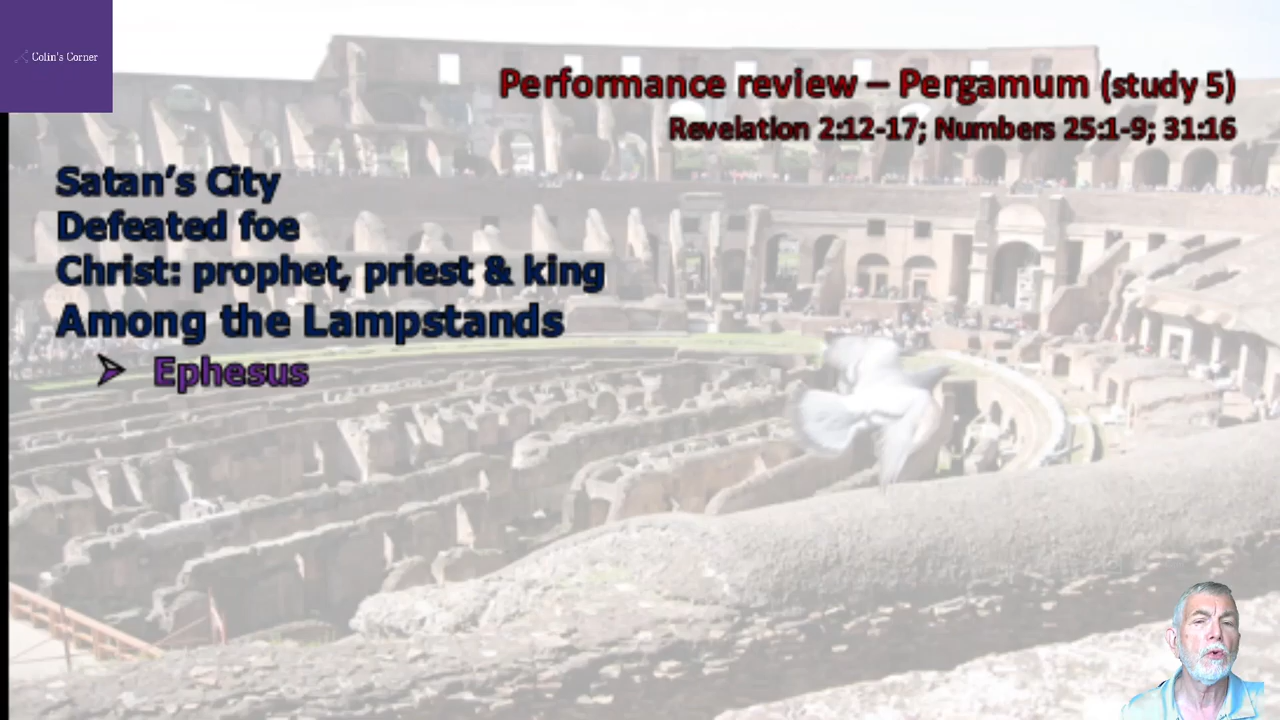 Colin's Corner
Performance review – Pergamum (study 5)
Revelation 2:12-17; Numbers 25:1-9; 31:16
Satan's City
Defeated foe
Christ: prophet, priest & king
Among the Lampstands
➢ Ephesus